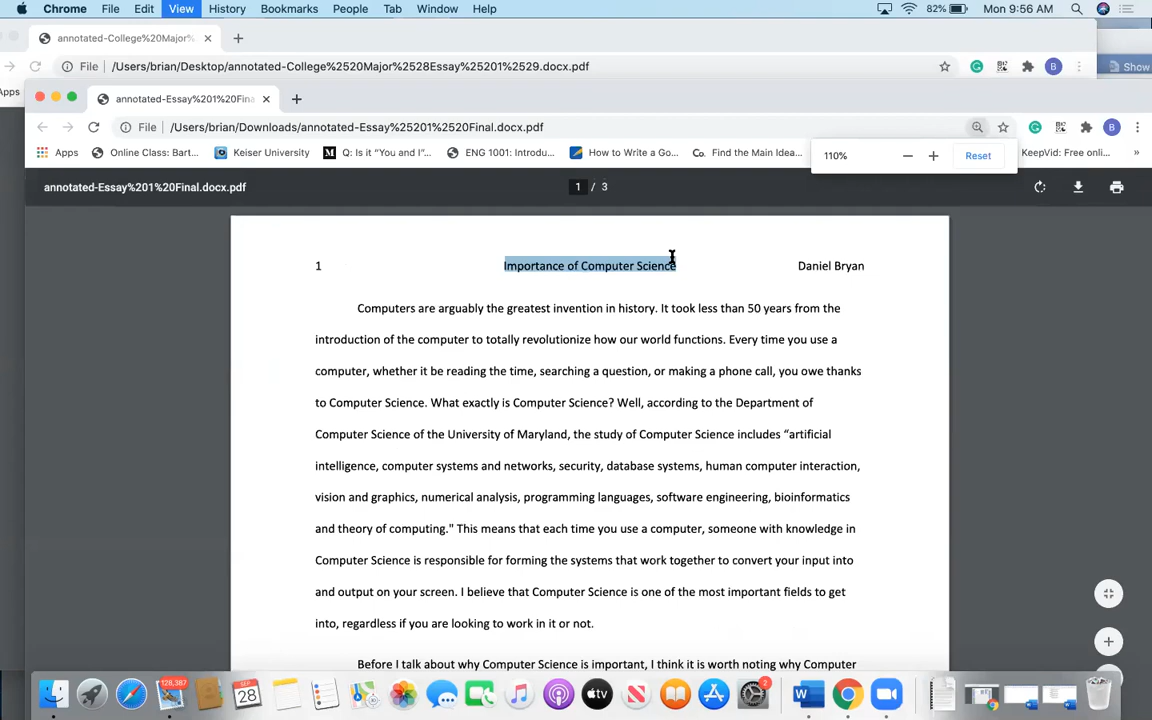 Chrome File Edit View History Bookmarks People Tab Window Help 82% Mon 9:56 AM
annotated-College%20Major%
File /Users/brian/Desktop/annotated-College%2520Major%2528Essay%25201%2529.docx.pdf B Show
Apps
annotated-Essay%201%20Fina
File /Users/brian/Downloads/annotated-Essay%25201%2520Final.docx.pdf B
Apps Online Class: Bart... Keiser University M Q: Is it “You and I”... ENG 1001: Introdu... How to Write a Go... Co. Find the Main Idea... KeepVid: Free onli... »
110% Reset
annotated-Essay%201%20Final.docx.pdf 1 / 3
1 Importance of Computer Science Daniel Bryan
Computers are arguably the greatest invention in history. It took less than 50 years from the
introduction of the computer to totally revolutionize how our world functions. Every time you use a
computer, whether it be reading the time, searching a question, or making a phone call, you owe thanks
to Computer Science. What exactly is Computer Science? Well, according to the Department of
Computer Science of the University of Maryland, the study of Computer Science includes “artificial
intelligence, computer systems and networks, security, database systems, human computer interaction,
vision and graphics, numerical analysis, programming languages, software engineering, bioinformatics
and theory of computing." This means that each time you use a computer, someone with knowledge in
Computer Science is responsible for forming the systems that work together to convert your input into
and output on your screen. I believe that Computer Science is one of the most important fields to get
into, regardless if you are looking to work in it or not.
Before I talk about why Computer Science is important, I think it is worth noting why Computer
128,387
SEP
28
tv
2
W